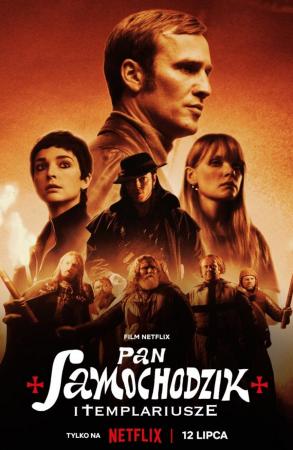 FILM NETFLIX
PAN
SAMOCHODZIK
I TEMPLARIUSZE
TYLKO NA NETFLIX | 12 LIPCA